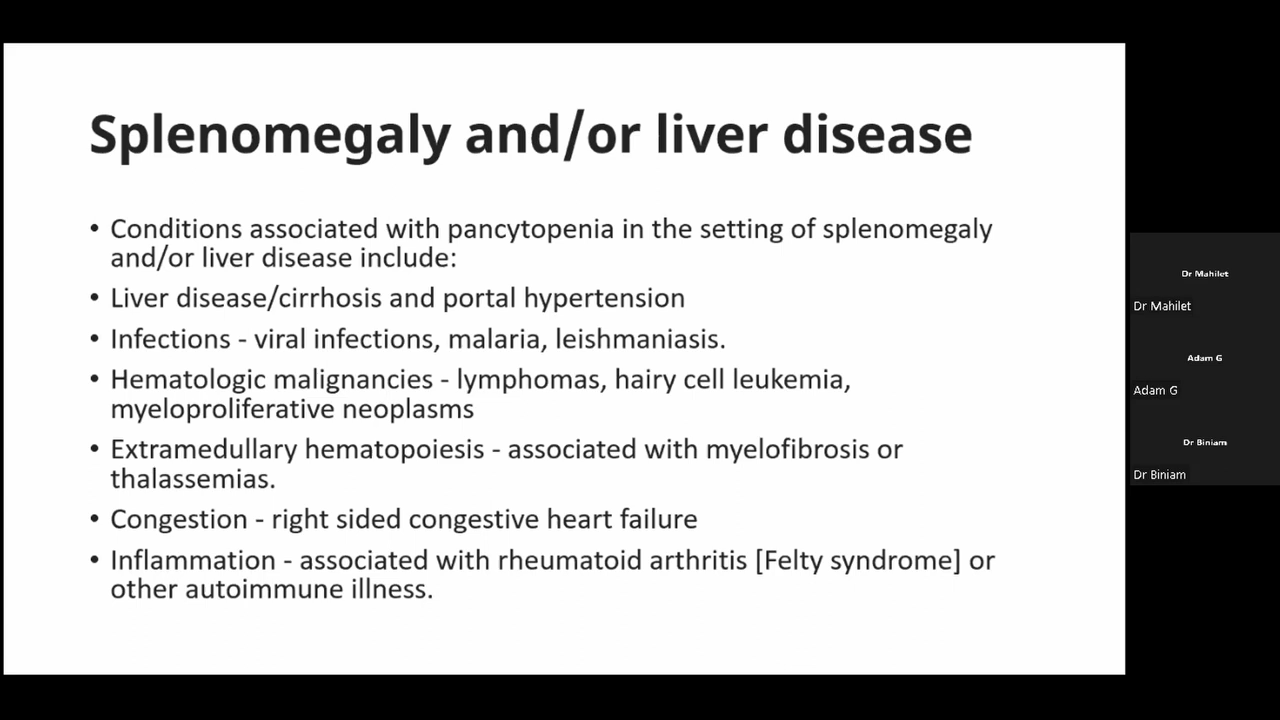 Splenomegaly and/or liver disease
• Conditions associated with pancytopenia in the setting of splenomegaly
and/or liver disease include:
• Liver disease/cirrhosis and portal hypertension
• Infections - viral infections, malaria, leishmaniasis.
• Hematologic malignancies - lymphomas, hairy cell leukemia,
myeloproliferative neoplasms
• Extramedullary hematopoiesis - associated with myelofibrosis or
thalassemias.
• Congestion - right sided congestive heart failure
• Inflammation - associated with rheumatoid arthritis [Felty syndrome] or
other autoimmune illness.
Dr Mahilet
Dr Mahilet
Adam G
Adam G
Dr Biniam
Dr Biniam